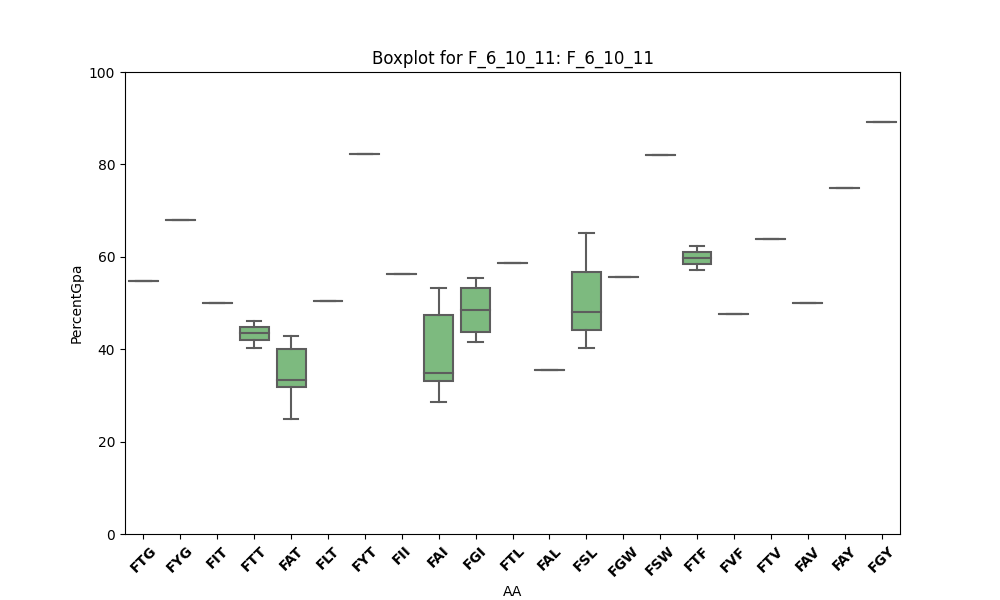 Boxplot for F_6_10_11: F_6_10_11
PercentGpa
100
80
60
40
20
0
FTG FYG FIT FTT FAT FLT FYT FII FAI FGI FTL FAL FSL FGW FSW FTF FVF FTV FAV FAY FGY
AA